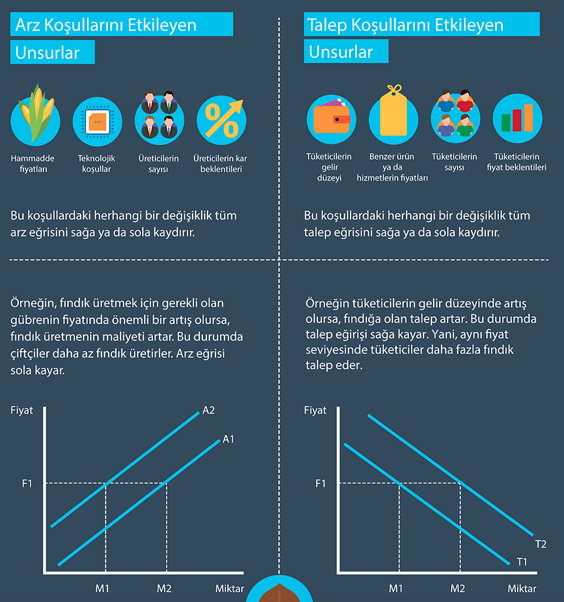 Arz Koşullarını Etkileyen
Unsurlar
Hammadde
fiyatları
Teknolojik
koşullar
Üreticilerin
sayısı
Üreticilerin kar
beklentileri
Bu koşullardaki herhangi bir değişiklik tüm
arz eğrisini sağa ya da sola kaydırır.
Talep Koşullarını Etkileyen
Unsurlar
Tüketicilerin
gelir
düzeyi
Benzer ürün
ya da
hizmetlerin fiyatları
Tüketicilerin
sayısı
Tüketicilerin
fiyat beklentileri
Bu koşullardaki herhangi bir değişiklik tüm
talep eğrisini sağa ya da sola kaydırır.
Örneğin, fındık üretmek için gerekli olan
gübrenin fiyatında önemli bir artış olursa,
fındık üretmenin maliyeti artar. Bu durumda
çiftçiler daha az fındık üretirler. Arz eğrisi
sola kayar.
Fiyat
A2
A1
F1
M1
M2
Miktar
Örneğin tüketicilerin gelir düzeyinde artış
olursa, fındığa olan talep artar. Bu durumda
talep eğirişi sağa kayar. Yani, aynı fiyat
seviyesinde tüketiciler daha fazla fındık
talep eder.
Fiyat
F1
T2
T1
M1
M2
Miktar